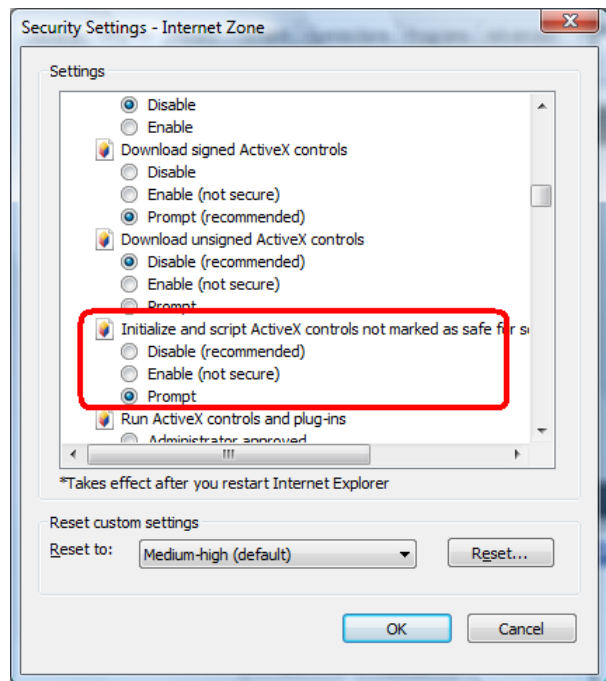 Security Settings - Internet Zone
Settings
Disable
Enable
Download signed ActiveX controls
Disable
Enable (not secure)
Prompt (recommended)
Download unsigned ActiveX controls
Disable (recommended)
Enable (not secure)
Prompt
Initialize and script ActiveX controls not marked as safe for s
Disable (recommended)
Enable (not secure)
Prompt
Run ActiveX controls and plug-ins
Administrator approved
*Takes effect after you restart Internet Explorer
Reset custom settings
Reset to: Medium-high (default) Reset...
OK Cancel